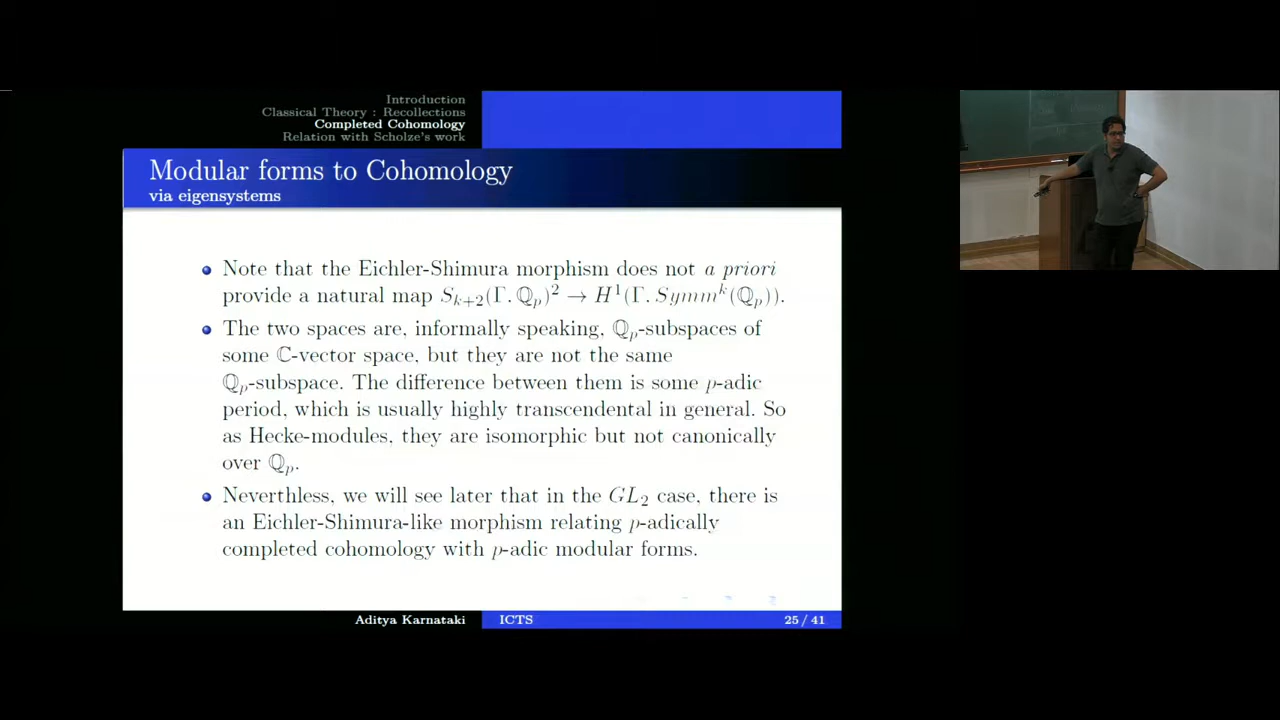 Introduction
Classical Theory : Recollections
Completed Cohomology
Relation with Scholze's work
Modular forms to Cohomology
via eigensystems
Note that the Eichler-Shimura morphism does not a priori
provide a natural map S_{k+2}(Γ. ℚ_p)^2 → H^1(Γ. Symm^k(ℚ_p)).
The two spaces are, informally speaking, ℚ_p-subspaces of
some ℂ-vector space, but they are not the same
ℚ_p-subspace. The difference between them is some p-adic
period, which is usually highly transcendental in general. So
as Hecke-modules, they are isomorphic but not canonically
over ℚ_p.
Neverthless, we will see later that in the GL_2 case, there is
an Eichler-Shimura-like morphism relating p-adically
completed cohomology with p-adic modular forms.
Aditya Karnataki
ICTS
25 / 41